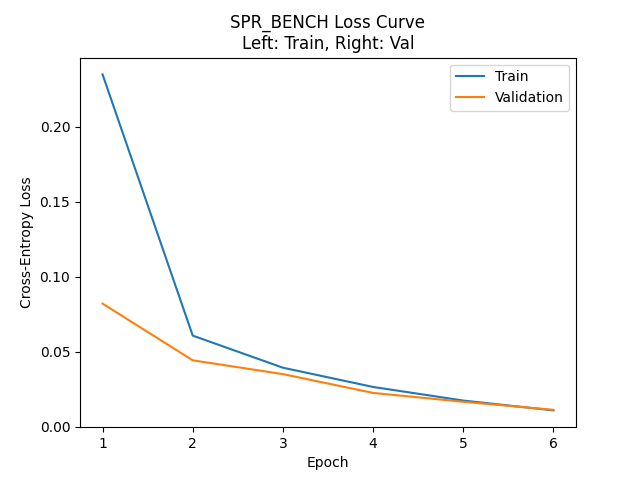 SPR_BENCH Loss Curve
Left: Train, Right: Val
Train
Validation
Cross-Entropy Loss
0.20
0.15
0.10
0.05
0.00
1 2 3 4 5 6
Epoch